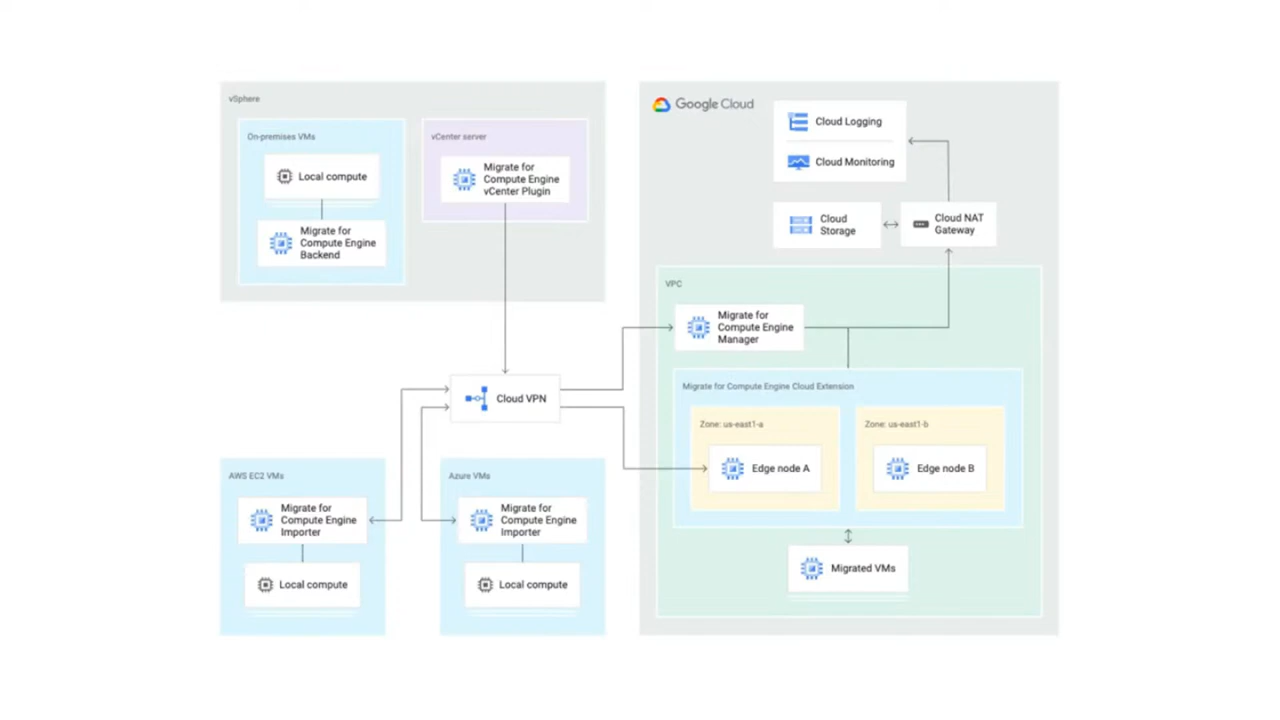 vSphere
On-premises VMs
Local compute
Migrate for
Compute Engine
Backend
vCenter server
Migrate for
Compute Engine
vCenter Plugin
Cloud VPN
AWS EC2 VMs
Migrate for
Compute Engine
Importer
Local compute
Azure VMs
Migrate for
Compute Engine
Importer
Local compute
Google Cloud
Cloud Logging
Cloud Monitoring
Cloud
Storage
Cloud NAT
Gateway
VPC
Migrate for
Compute Engine
Manager
Migrate for Compute Engine Cloud Extension
Zone: us-east1-a
Edge node A
Zone: us-east1-b
Edge node B
Migrated VMs